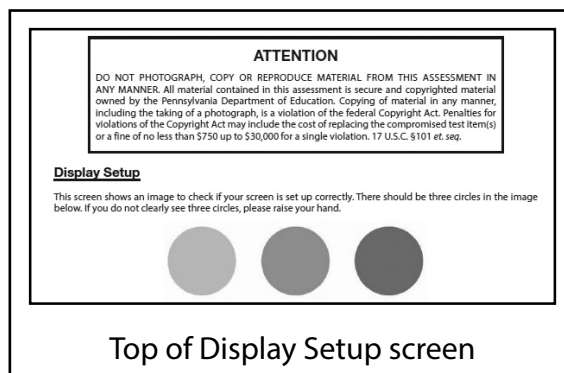 ATTENTION
DO NOT PHOTOGRAPH, COPY OR REPRODUCE MATERIAL FROM THIS ASSESSMENT IN
ANY MANNER. All material contained in this assessment is secure and copyrighted material
owned by the Pennsylvania Department of Education. Copying of material in any manner,
including the taking of a photograph, is a violation of the federal Copyright Act. Penalties for
violations of the Copyright Act may include the cost of replacing the compromised test item(s)
or a fine of no less than $750 up to $30,000 for a single violation. 17 U.S.C. §101 et. seq.
Display Setup
This screen shows an image to check if your screen is set up correctly. There should be three circles in the image
below. If you do not clearly see three circles, please raise your hand.
Top of Display Setup screen